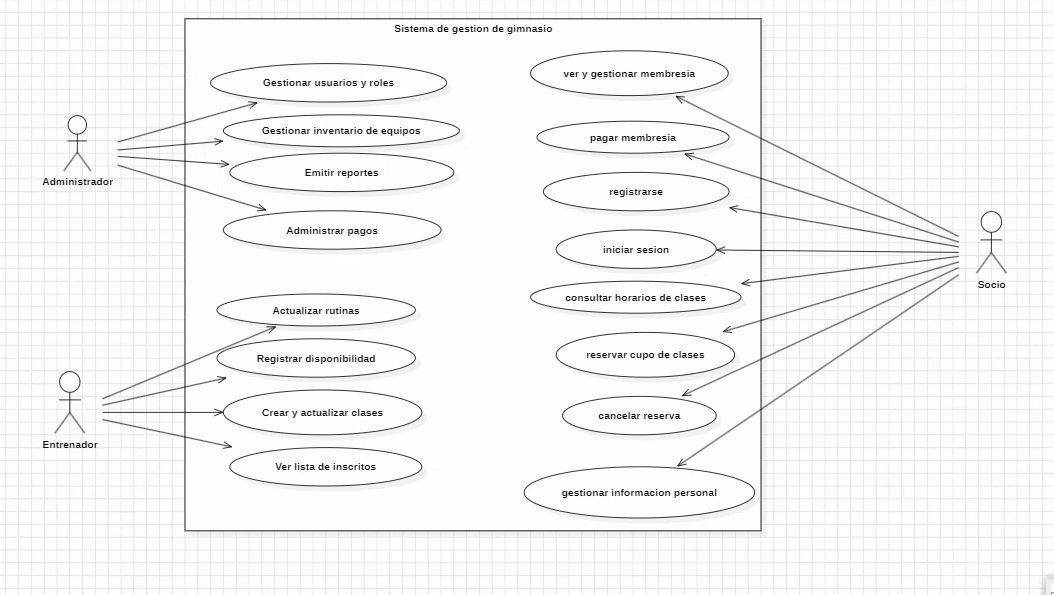 Sistema de gestion de gimnasio
Gestionar usuarios y roles
Gestionar inventario de equipos
Emitir reportes
Administrar pagos
Administrador
Actualizar rutinas
Registrar disponibilidad
Crear y actualizar clases
Ver lista de inscritos
Entrenador
ver y gestionar membresia
pagar membresia
registrarse
iniciar sesion
consultar horarios de clases
reservar cupo de clases
cancelar reserva
gestionar informacion personal
Socio